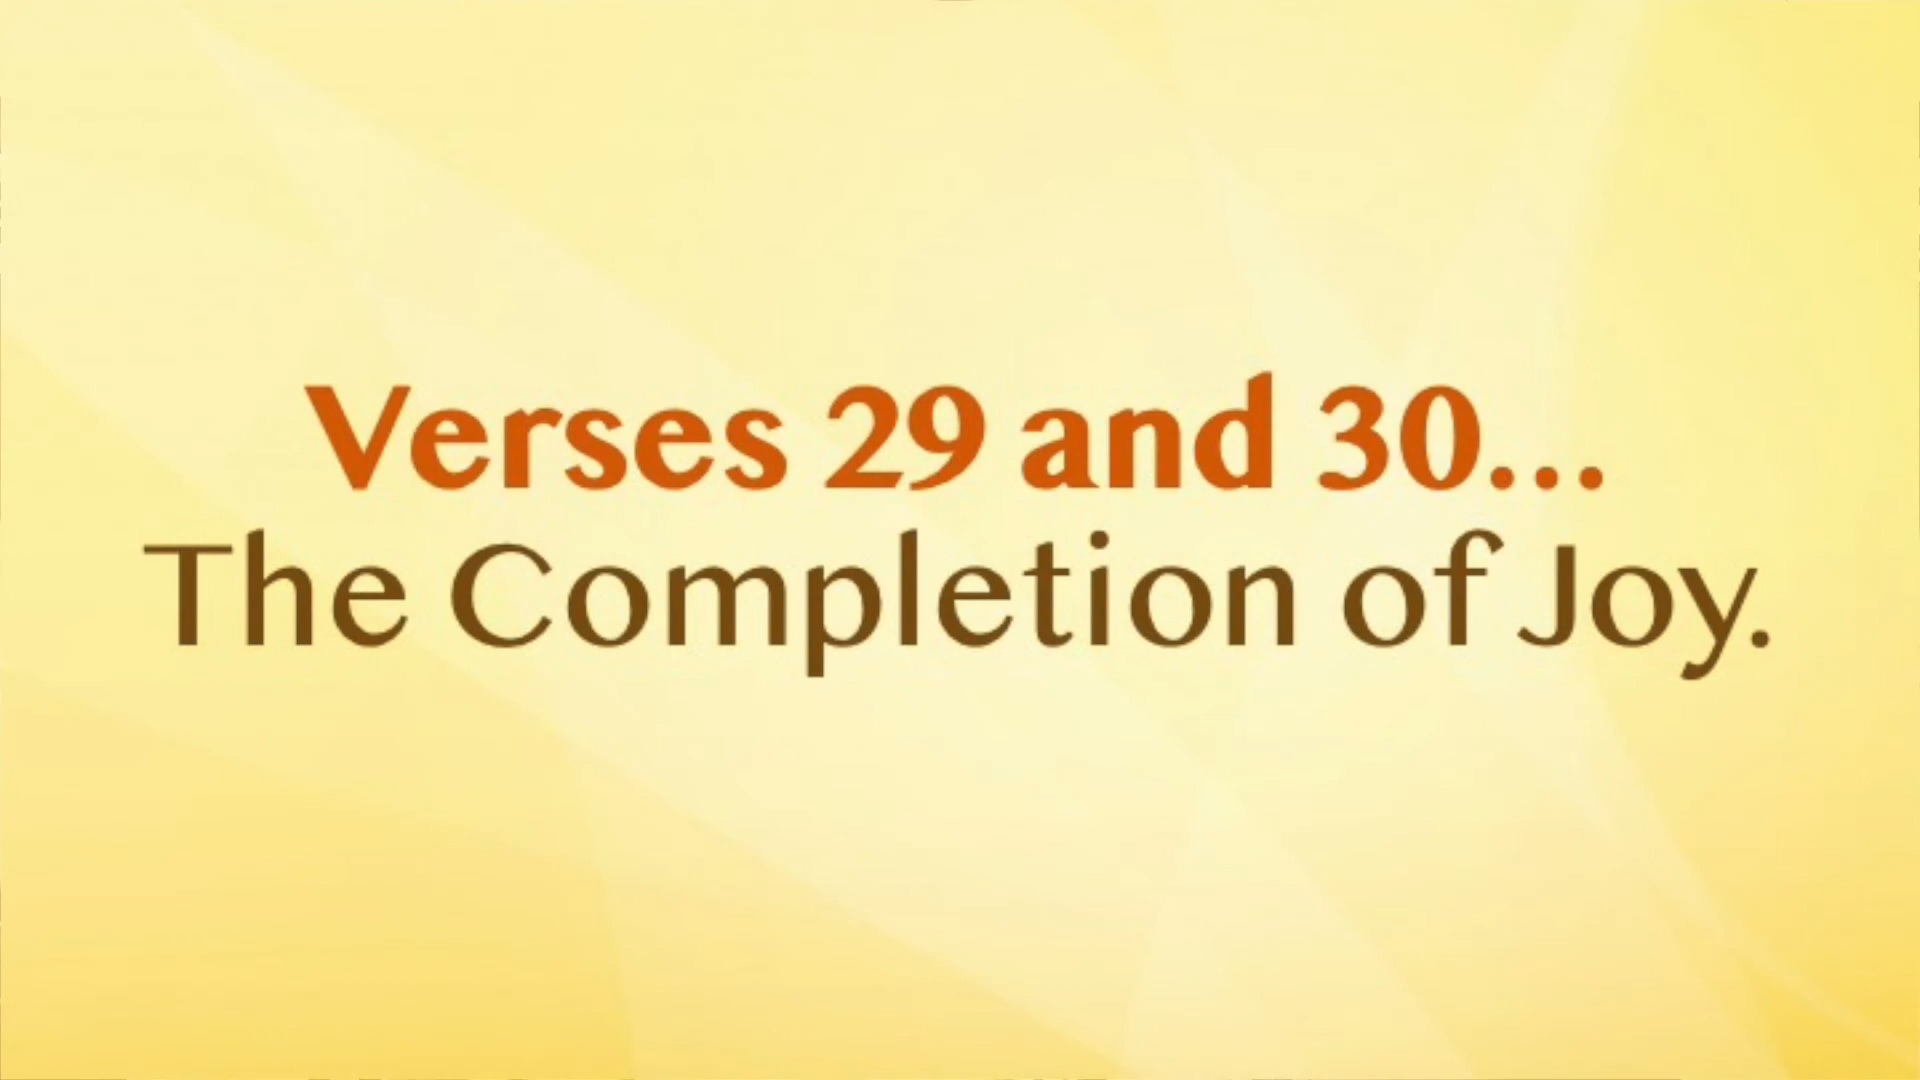 Verses 29 and 30...
The Completion of Joy.